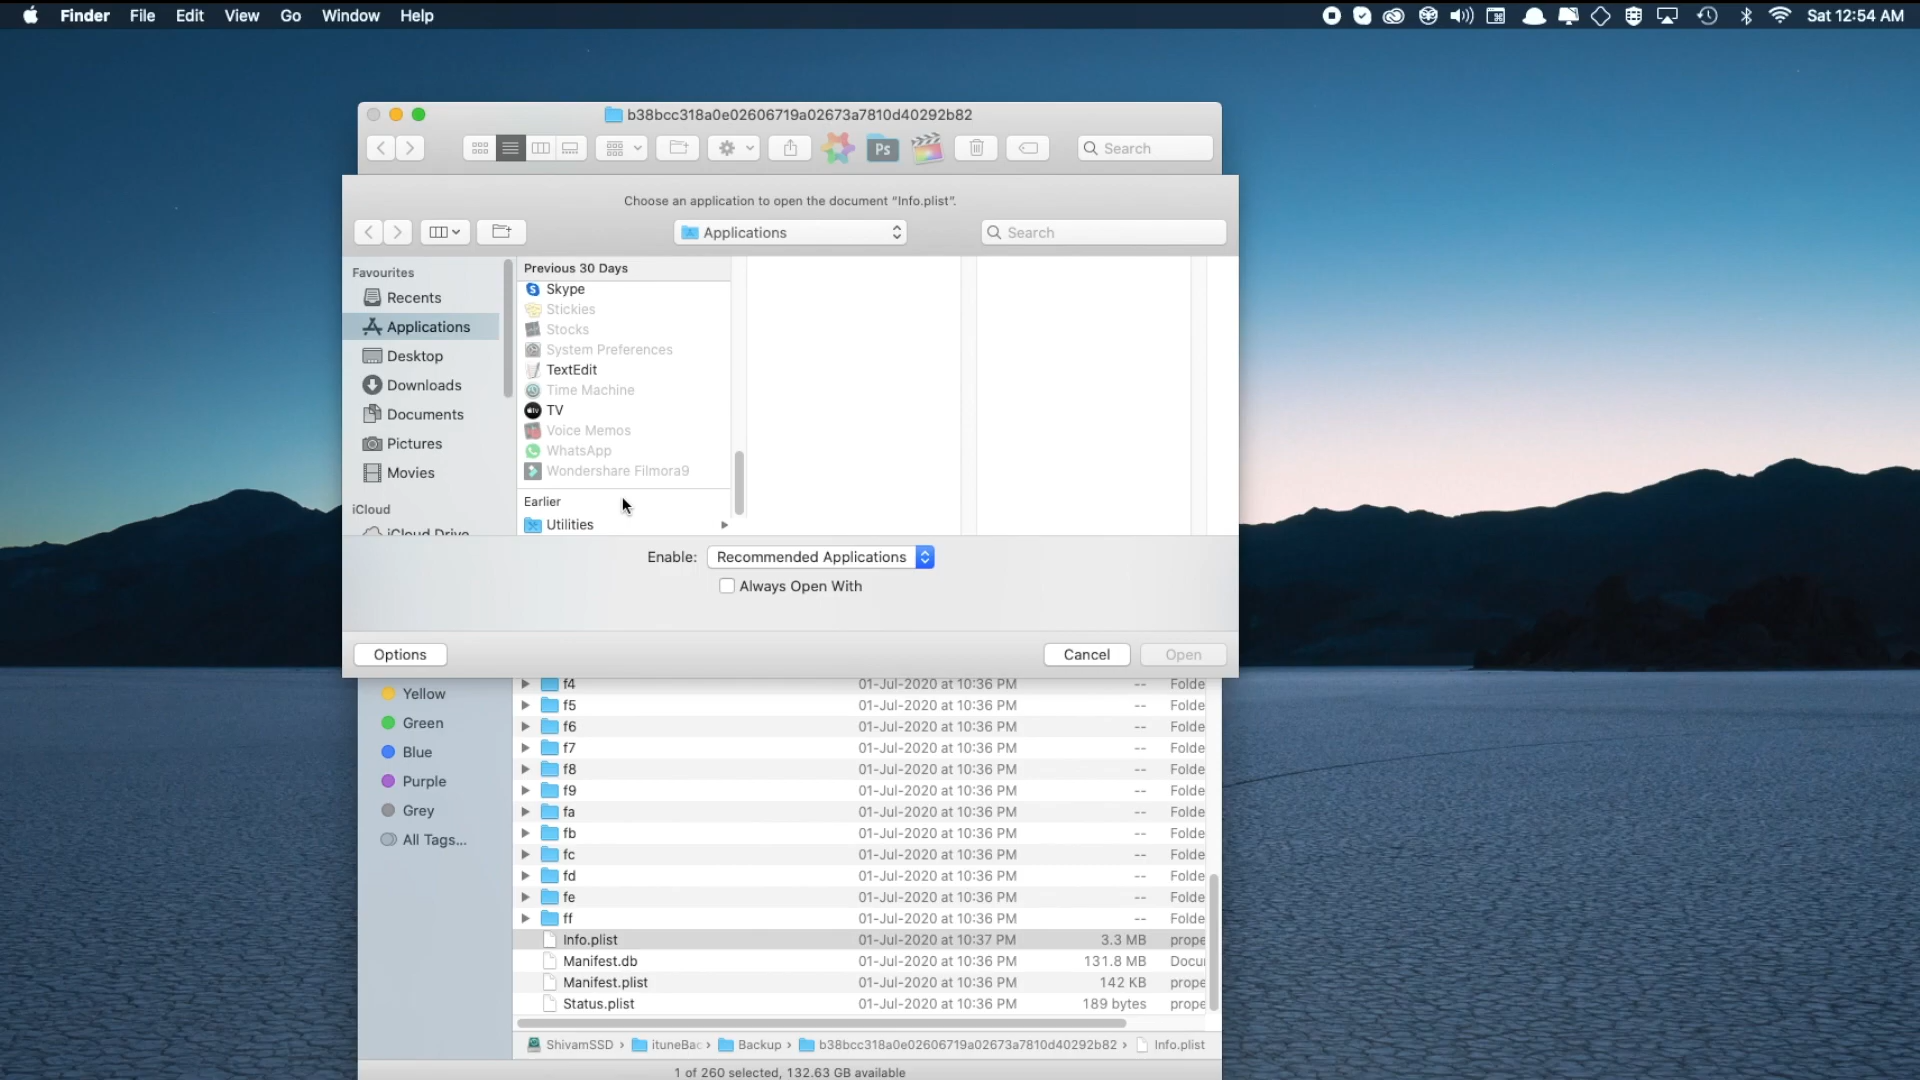 Finder File Edit View Go Window Help Sat 12:54 AM
b38bcc318a0e02606719a02673a7810d40292b82
Ps Search
Choose an application to open the document "Info.plist".
Applications Search
Favourites
Recents
Applications
Desktop
Downloads
Documents
Pictures
Movies
iCloud
iCloud Drive
Previous 30 Days
Skype
Stickies
Stocks
System Preferences
TextEdit
Time Machine
TV
Voice Memos
WhatsApp
Wondershare Filmora9
Earlier
Utilities
Enable: Recommended Applications
Always Open With
Options Cancel Open
Yellow
Green
Blue
Purple
Grey
All Tags...
f4 01-Jul-2020 at 10:36 PM -- Folde
f5 01-Jul-2020 at 10:36 PM -- Folde
f6 01-Jul-2020 at 10:36 PM -- Folde
f7 01-Jul-2020 at 10:36 PM -- Folde
f8 01-Jul-2020 at 10:36 PM -- Folde
f9 01-Jul-2020 at 10:36 PM -- Folde
fa 01-Jul-2020 at 10:36 PM -- Folde
fb 01-Jul-2020 at 10:36 PM -- Folde
fc 01-Jul-2020 at 10:36 PM -- Folde
fd 01-Jul-2020 at 10:36 PM -- Folde
fe 01-Jul-2020 at 10:36 PM -- Folde
ff 01-Jul-2020 at 10:36 PM -- Folde
Info.plist 01-Jul-2020 at 10:37 PM 3.3 MB prope
Manifest.db 01-Jul-2020 at 10:36 PM 131.8 MB Docu
Manifest.plist 01-Jul-2020 at 10:36 PM 142 KB prope
Status.plist 01-Jul-2020 at 10:36 PM 189 bytes prope
ShivamSSD › ituneBac › Backup › b38bcc318a0e02606719a02673a7810d40292b82 › Info.plist
1 of 260 selected, 132.63 GB available